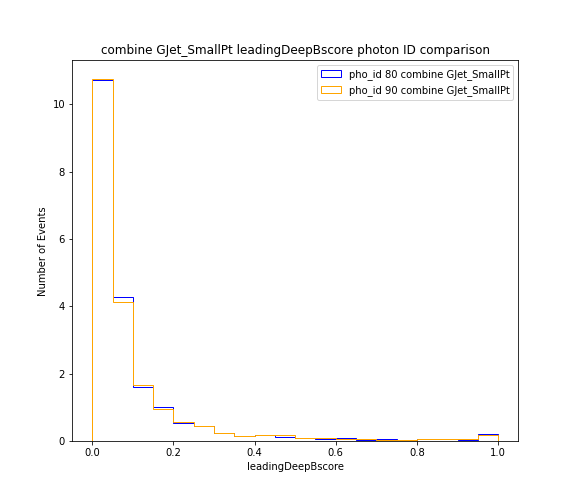 combine GJet_SmallPt leadingDeepBscore photon ID comparison
pho_id 80 combine GJet_SmallPt
pho_id 90 combine GJet_SmallPt
Number of Events
10
8
6
4
2
0
0.0 0.2 0.4 0.6 0.8 1.0
leadingDeepBscore